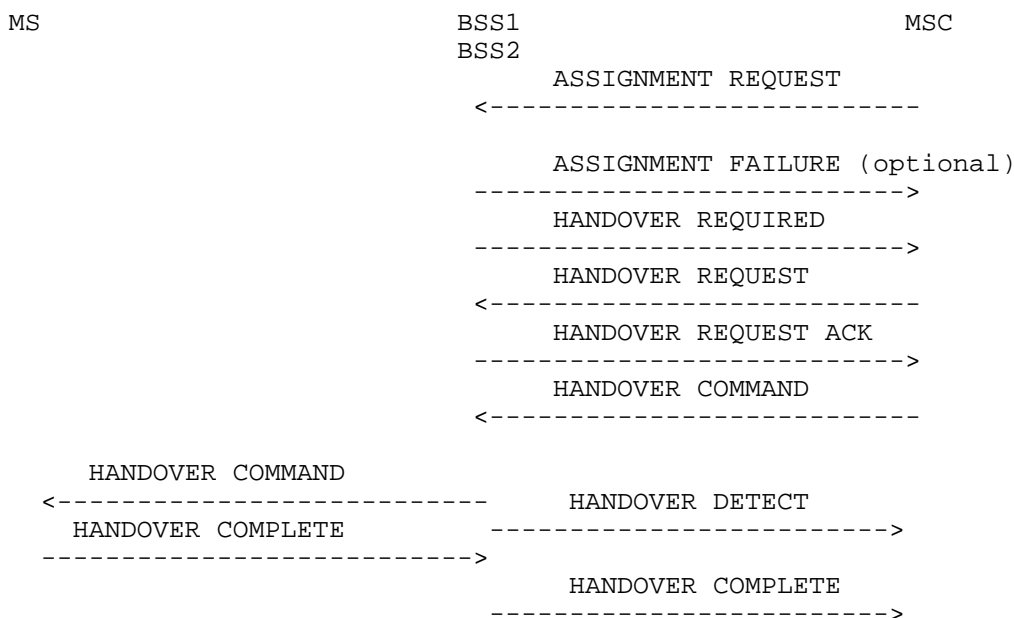 MS BSS1 MSC
BSS2
ASSIGNMENT REQUEST
<---------------------------
ASSIGNMENT FAILURE (optional)
--------------------------->
HANDOVER REQUIRED
--------------------------->
HANDOVER REQUEST
<---------------------------
HANDOVER REQUEST ACK
--------------------------->
HANDOVER COMMAND
<---------------------------
HANDOVER COMMAND
<--------------------------- HANDOVER DETECT
HANDOVER COMPLETE ------------------------->
--------------------------->
HANDOVER COMPLETE
------------------------->